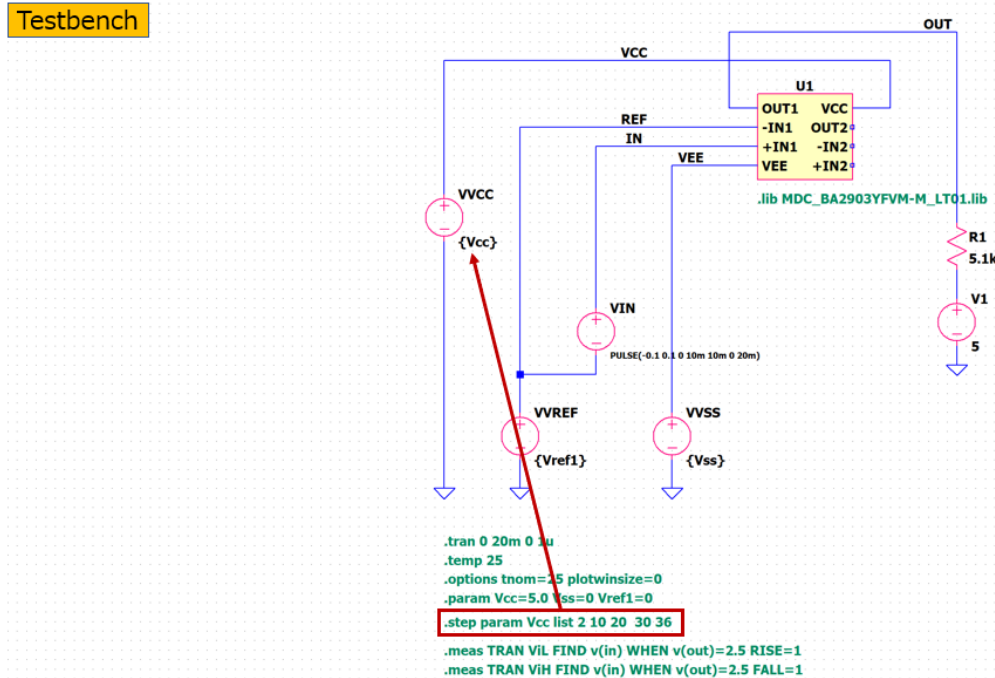 Testbench
OUT
VCC
U1
OUT1 VCC
REF
-IN1 OUT2
IN
+IN1 -IN2
VEE
VEE +IN2
.lib MDC_BA2903YFVM-M_LT01.lib
VVCC
{Vcc}
R1
5.1k
VIN
V1
5
PULSE(-0.1 0.1 0 10m 10m 0 20m)
VVREF
{Vref1}
VVSS
{Vss}
.tran 0 20m 0 1u
.temp 25
.options tnom=25 plotwinsize=0
.param Vcc=5.0 Vss=0 Vref1=0
.step param Vcc list 2 10 20  30 36
.meas TRAN ViL FIND v(in) WHEN v(out)=2.5 RISE=1
.meas TRAN ViH FIND v(in) WHEN v(out)=2.5 FALL=1